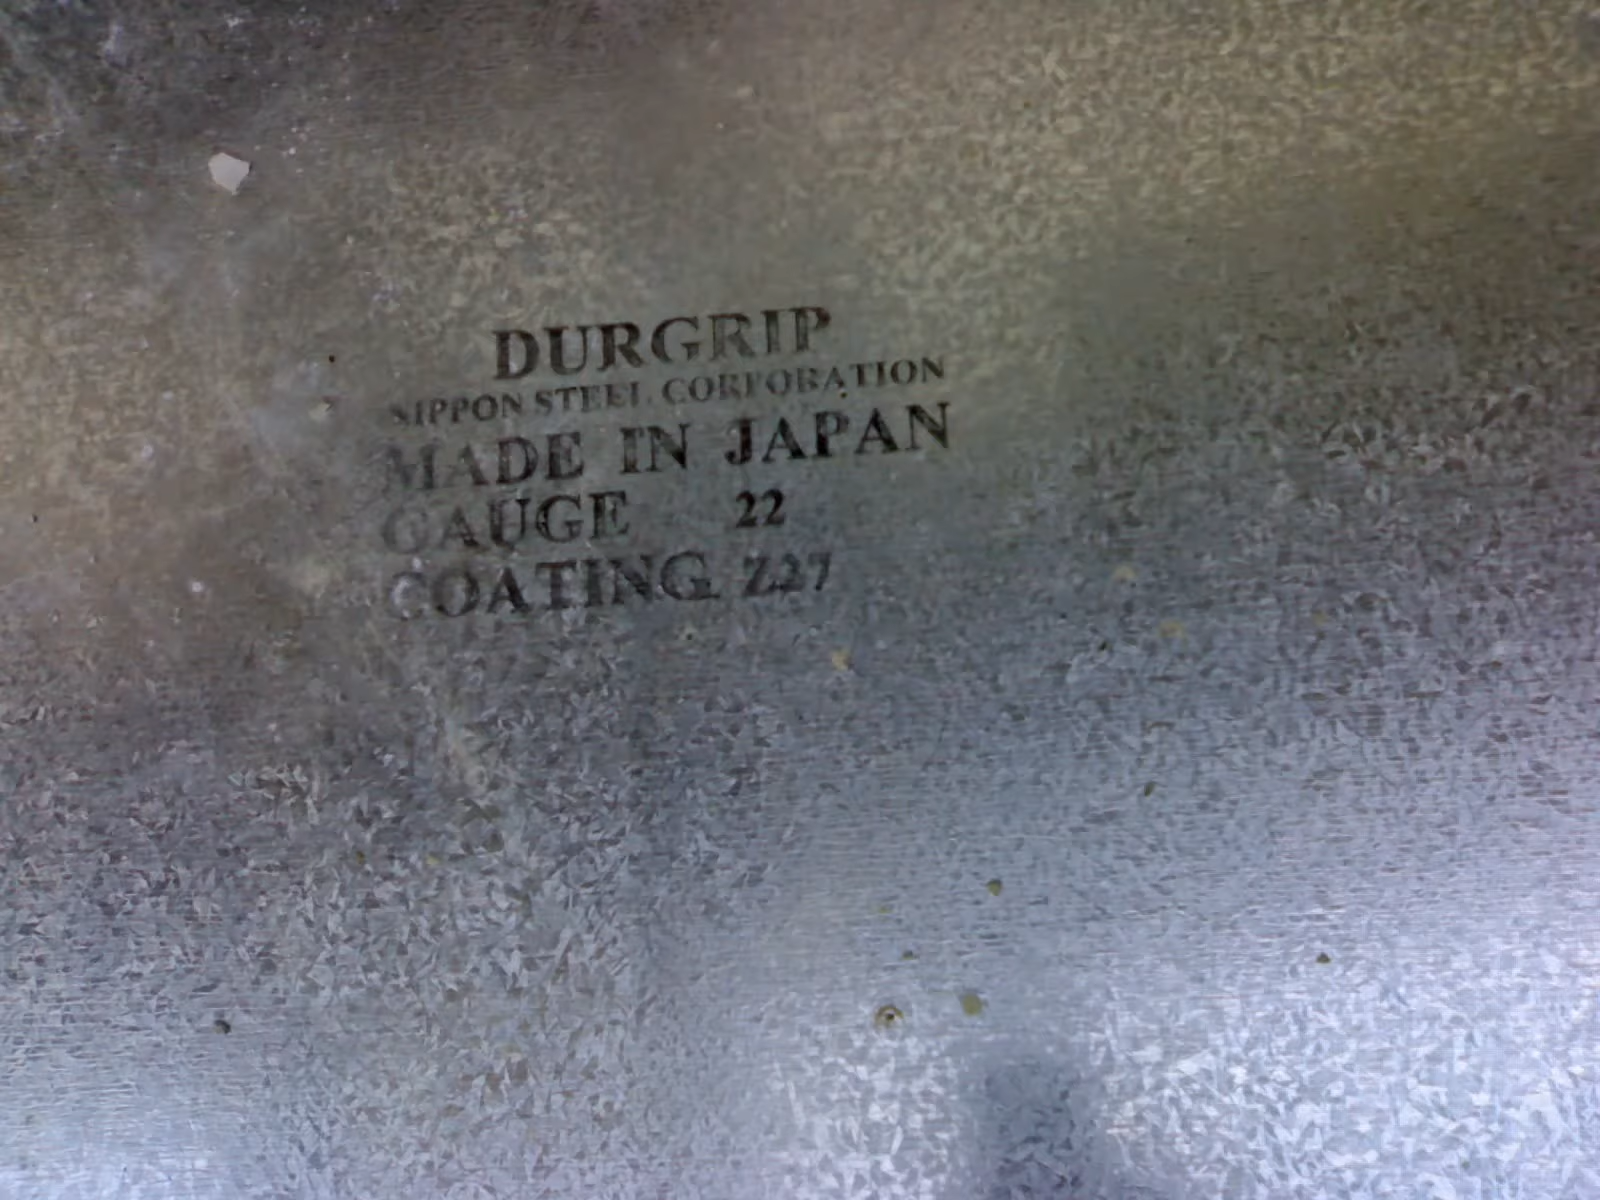 DURGRIP
NIPPON STEEL CORPORATION
MADE IN JAPAN
GAUGE 22
COATING Z27